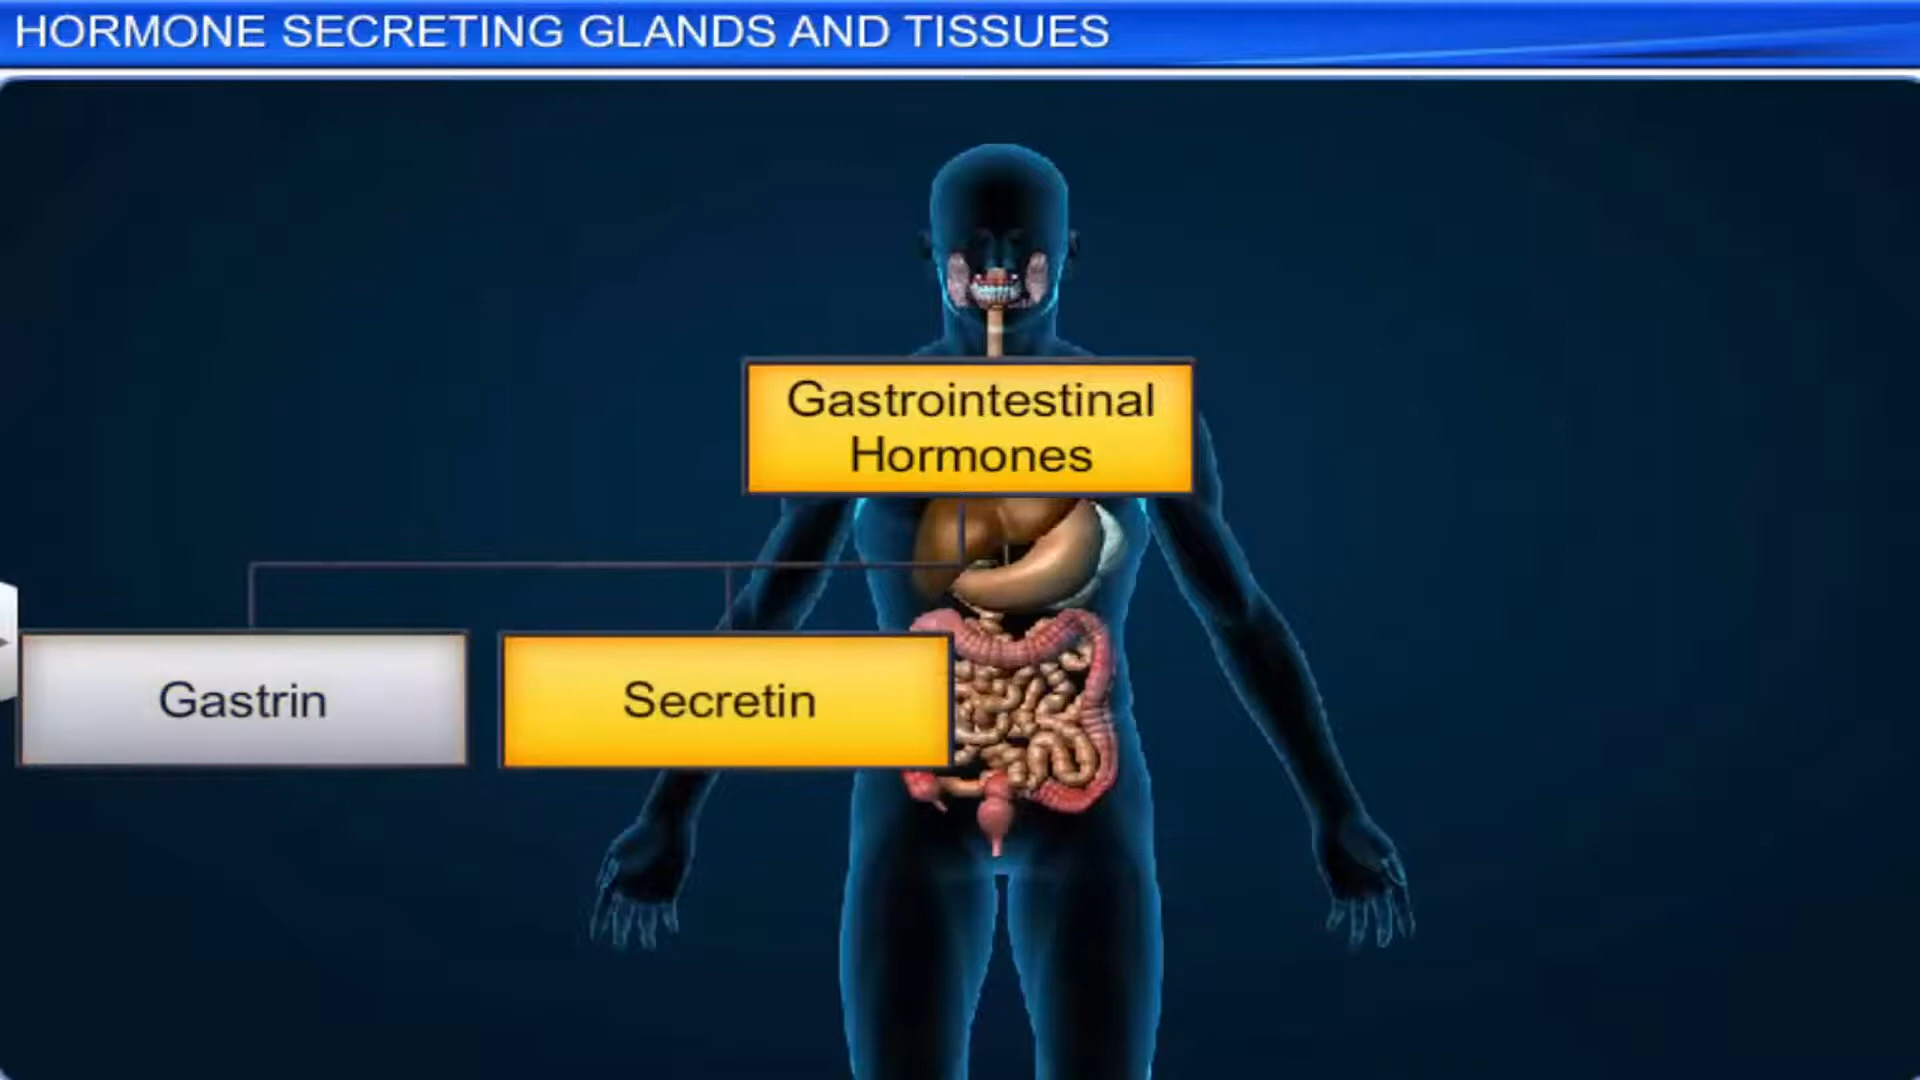 HORMONE SECRETING GLANDS AND TISSUES
Gastrointestinal
Hormones
Gastrin
Secretin